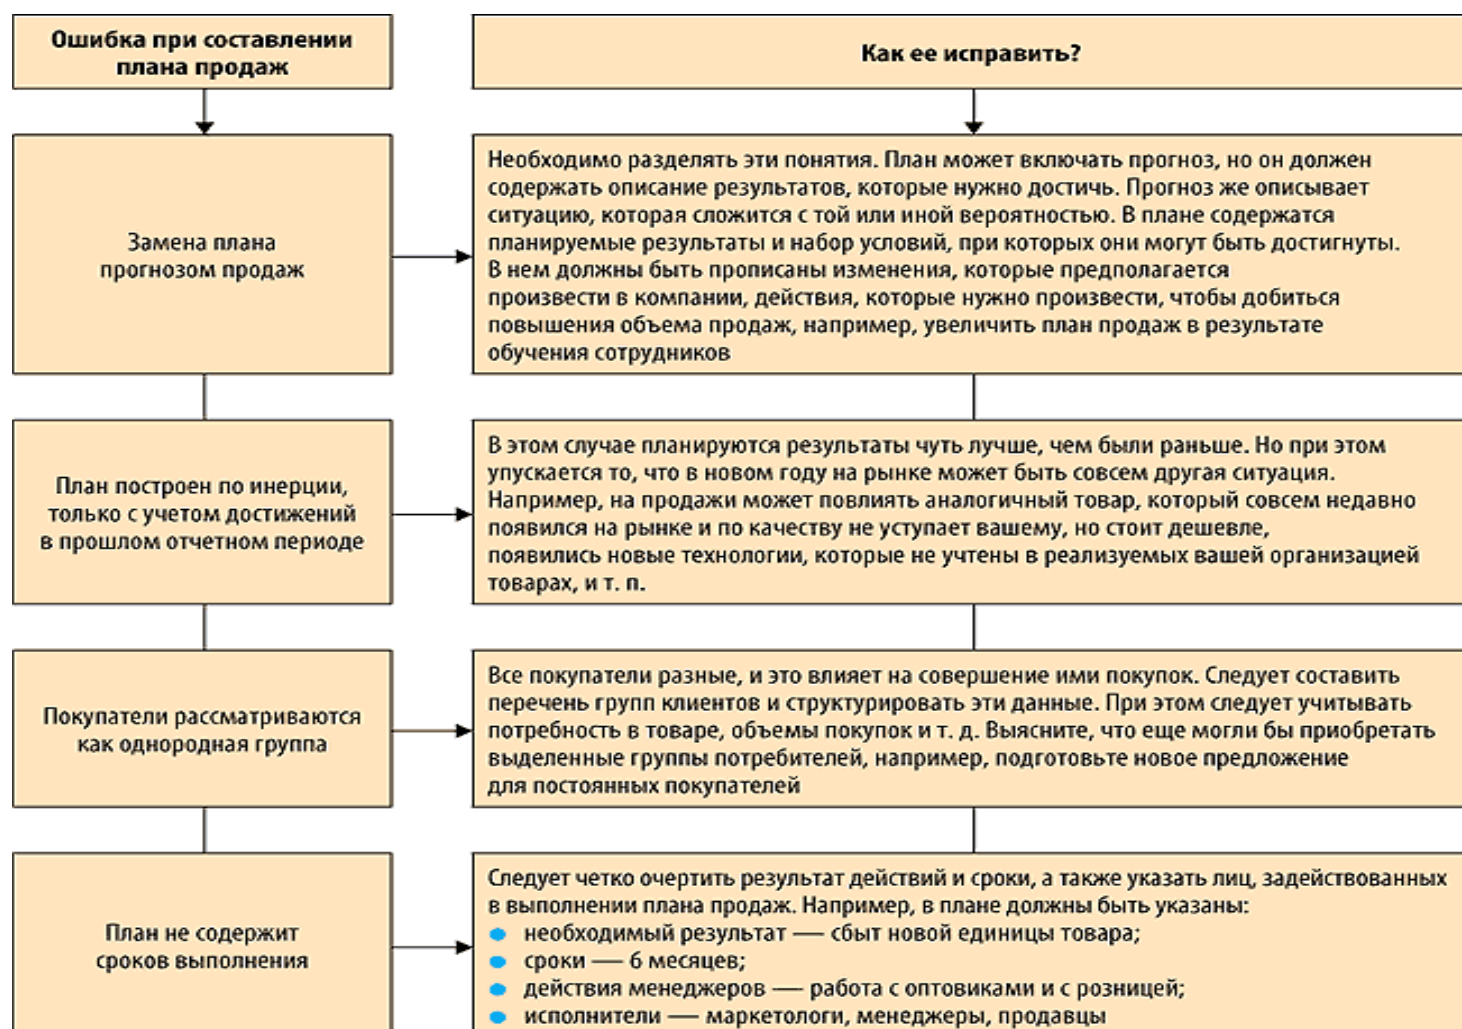 Ошибка при составлении
плана продаж
Как ее исправить?
Замена плана
прогнозом продаж
Необходимо разделять эти понятия. План может включать прогноз, но он должен
содержать описание результатов, которые нужно достичь. Прогноз же описывает
ситуацию, которая сложится с той или иной вероятностью. В плане содержатся
планируемые результаты и набор условий, при которых они могут быть достигнуты.
В нем должны быть прописаны изменения, которые предполагается
произвести в компании, действия, которые нужно произвести, чтобы добиться
повышения объема продаж, например, увеличить план продаж в результате
обучения сотрудников
План построен по инерции,
только с учетом достижений
в прошлом отчетном периоде
В этом случае планируются результаты чуть лучше, чем были раньше. Но при этом
упускается то, что в новом году на рынке может быть совсем другая ситуация.
Например, на продажи может повлиять аналогичный товар, который совсем недавно
появился на рынке и по качеству не уступает вашему, но стоит дешевле,
появились новые технологии, которые не учтены в реализуемых вашей организацией
товарах, и т. п.
Покупатели рассматриваются
как однородная группа
Все покупатели разные, и это влияет на совершение ими покупок. Следует составить
перечень групп клиентов и структурировать эти данные. При этом следует учитывать
потребность в товаре, объемы покупок и т. д. Выясните, что еще могли бы приобретать
выделенные группы потребителей, например, подготовьте новое предложение
для постоянных покупателей
План не содержит
сроков выполнения
Следует четко очертить результат действий и сроки, а также указать лиц, задействованных
в выполнении плана продаж. Например, в плане должны быть указаны:
● необходимый результат — сбыт новой единицы товара;
● сроки — 6 месяцев;
● действия менеджеров — работа с оптовиками и с розницей;
● исполнители — маркетологи, менеджеры, продавцы